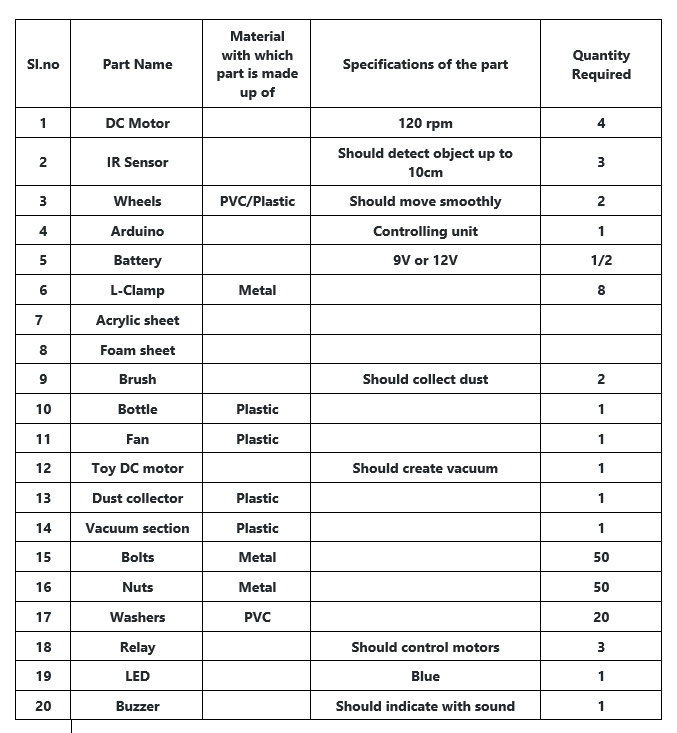 Sl.no Part Name Material with which part is made up of Specifications of the part Quantity Required
1 DC Motor 120 rpm 4
2 IR Sensor Should detect object up to 10cm 3
3 Wheels PVC/Plastic Should move smoothly 2
4 Arduino Controlling unit 1
5 Battery 9V or 12V 1/2
6 L-Clamp Metal 8
7 Acrylic sheet
8 Foam sheet
9 Brush Should collect dust 2
10 Bottle Plastic 1
11 Fan Plastic 1
12 Toy DC motor Should create vacuum 1
13 Dust collector Plastic 1
14 Vacuum section Plastic 1
15 Bolts Metal 50
16 Nuts Metal 50
17 Washers PVC 20
18 Relay Should control motors 3
19 LED Blue 1
20 Buzzer Should indicate with sound 1